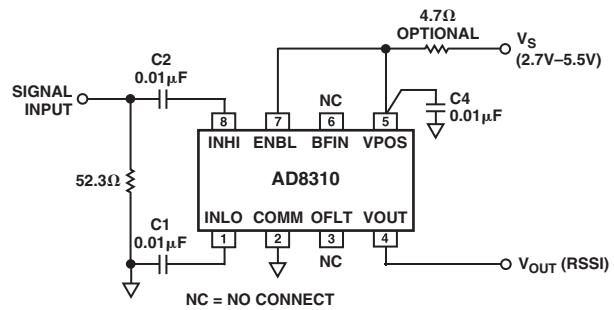 4.7Ω
OPTIONAL
VS
(2.7V–5.5V)
C2
0.01µF
SIGNAL
INPUT
NC
C4
0.01µF
8
7
6
5
INHI
ENBL
BFIN
VPOS
52.3Ω
AD8310
C1
0.01µF
INLO
COMM
OFLT
VOUT
1
2
3
4
NC
VOUT (RSSI)
NC = NO CONNECT